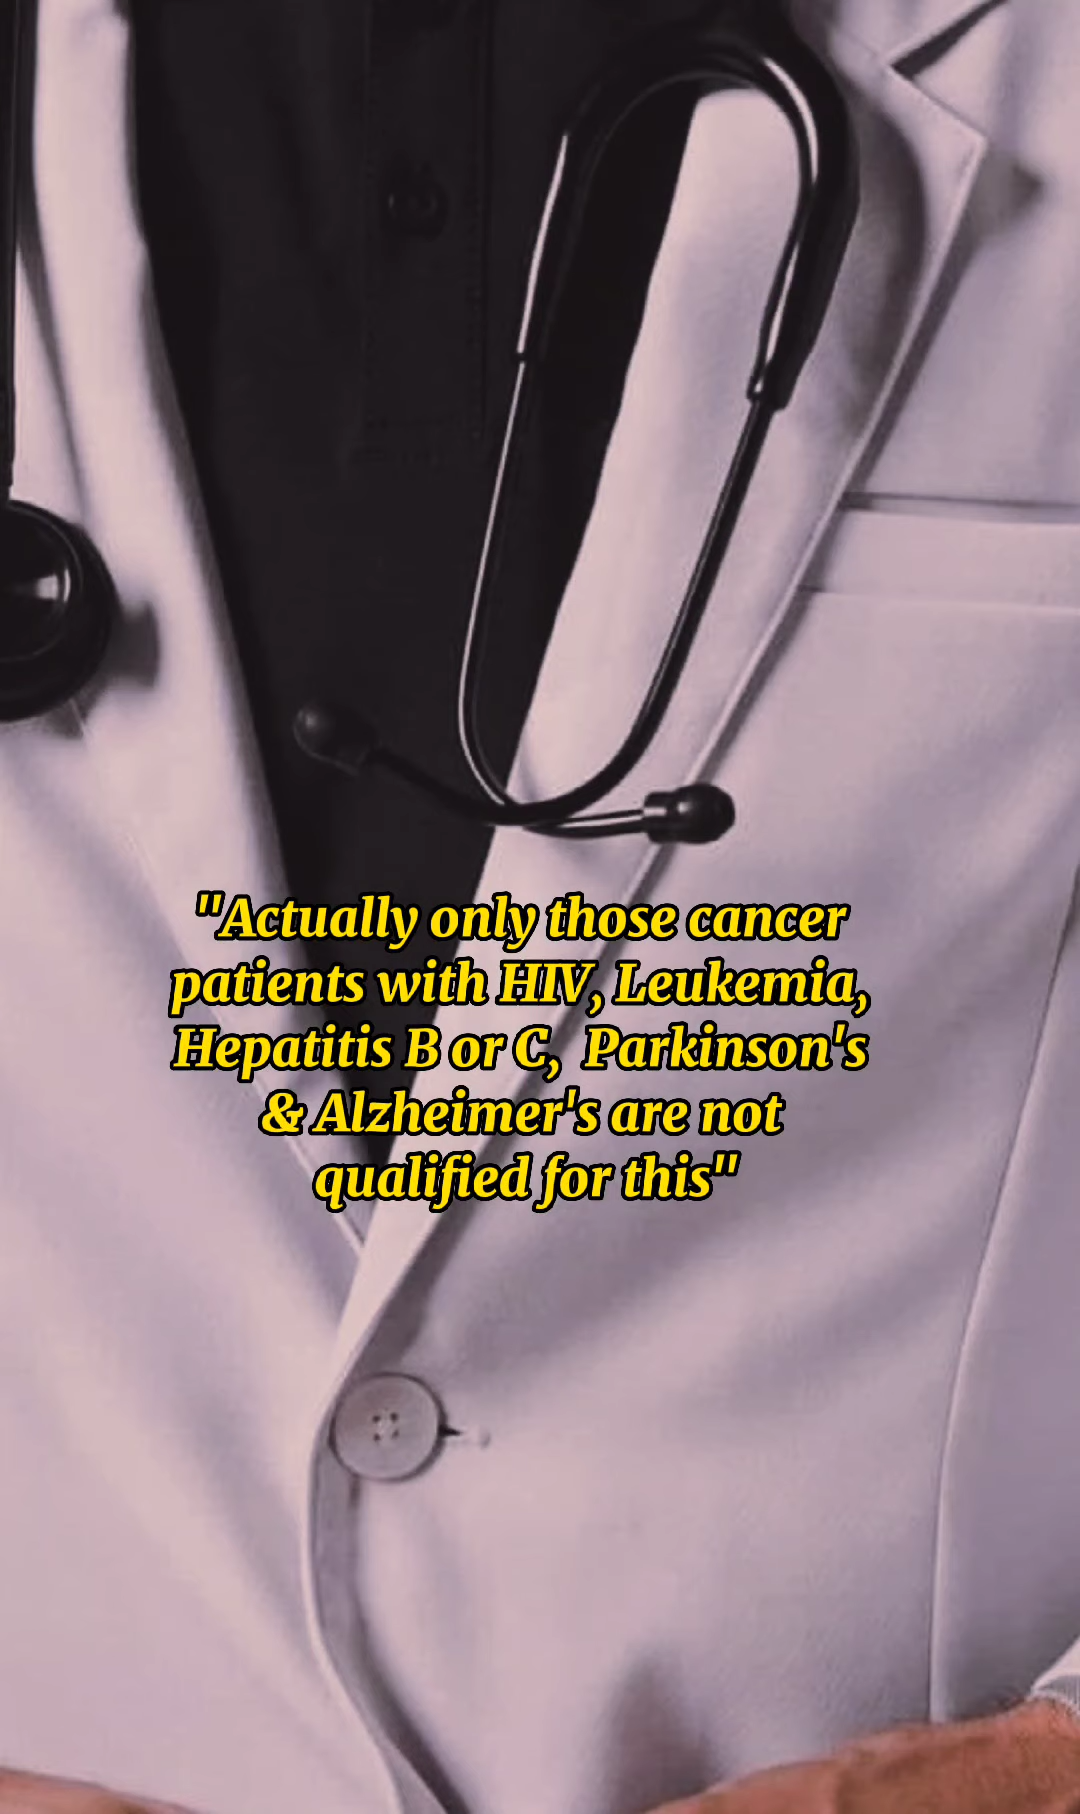 "Actually only those cancer
patients with HIV, Leukemia,
Hepatitis B or C,  Parkinson's
& Alzheimer's are not
qualified for this"